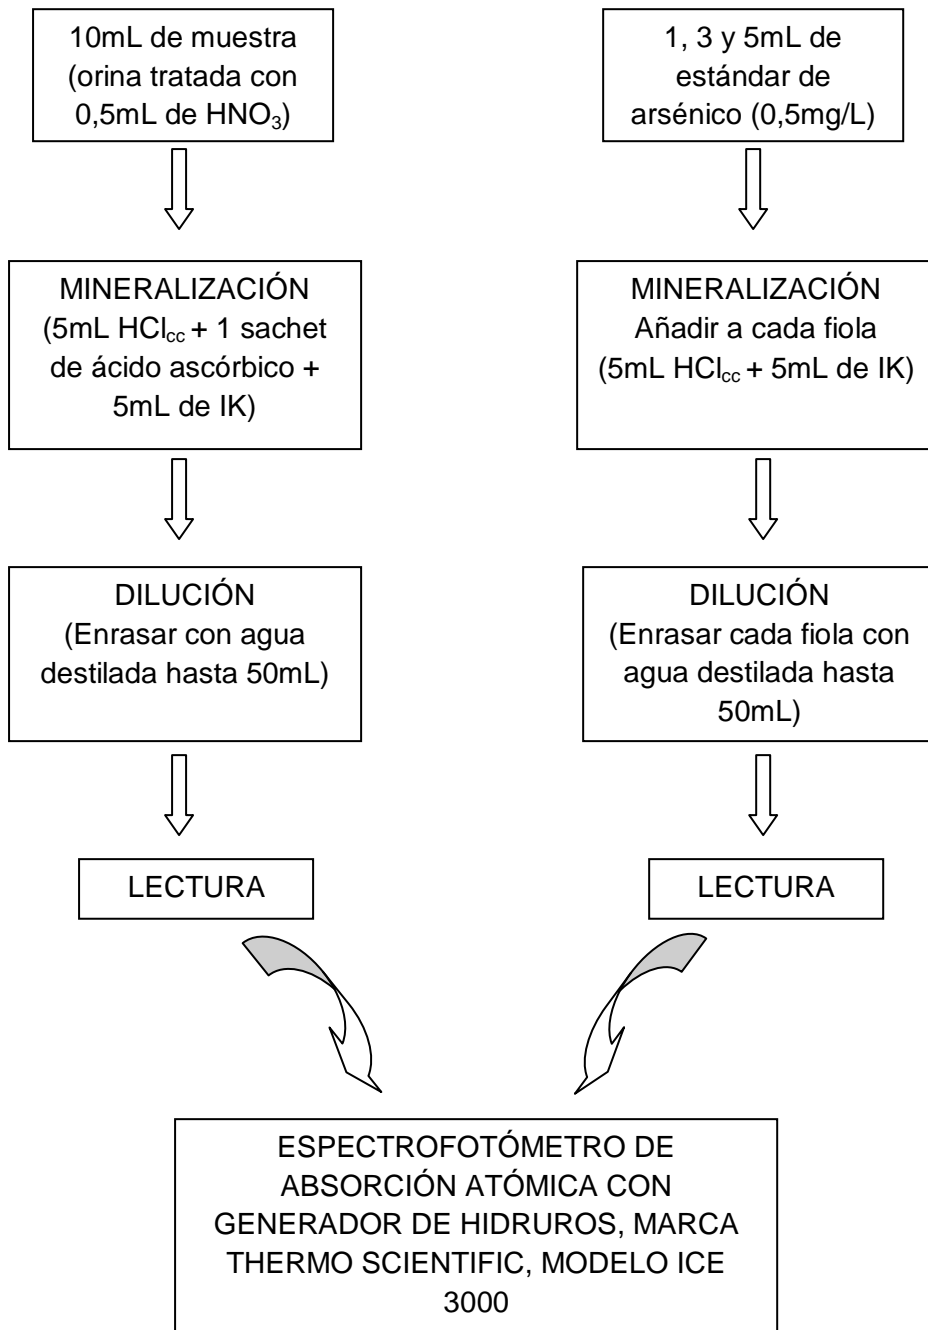 10mL de muestra
(orina tratada con
0,5mL de HNO₃)
MINERALIZACIÓN
(5mL HCl_cc + 1 sachet
de ácido ascórbico +
5mL de IK)
DILUCIÓN
(Enrasar con agua
destilada hasta 50mL)
LECTURA
1, 3 y 5mL de
estándar de
arsénico (0,5mg/L)
MINERALIZACIÓN
Añadir a cada fiola
(5mL HCl_cc + 5mL de IK)
DILUCIÓN
(Enrasar cada fiola con
agua destilada hasta
50mL)
LECTURA
ESPECTROFOTÓMETRO DE
ABSORCIÓN ATÓMICA CON
GENERADOR DE HIDRUROS, MARCA
THERMO SCIENTIFIC, MODELO ICE
3000